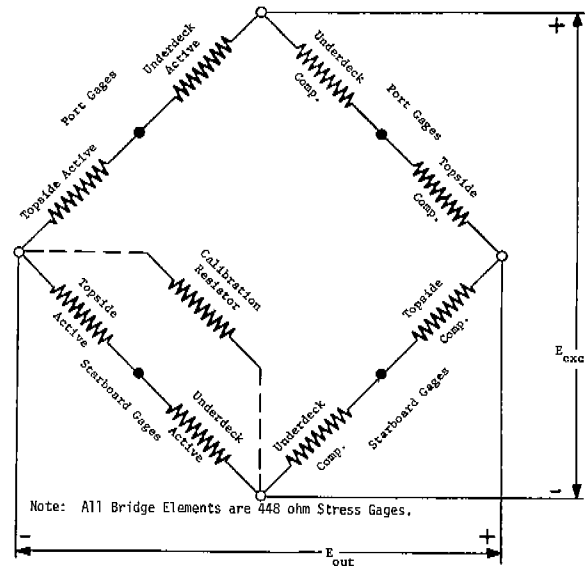 +
Underdeck
Active
Port Gages
Topside Active
Underdeck
Comp.
Port Gages
Topside
Comp.
Calibration
Resistor
Topside
Active
Starboard Gages
Underdeck
Active
Topside
Comp.
Starboard Gages
Underdeck
Comp.
E exc
-
Note: All Bridge Elements are 448 ohm Stress Gages.
-
+
E out